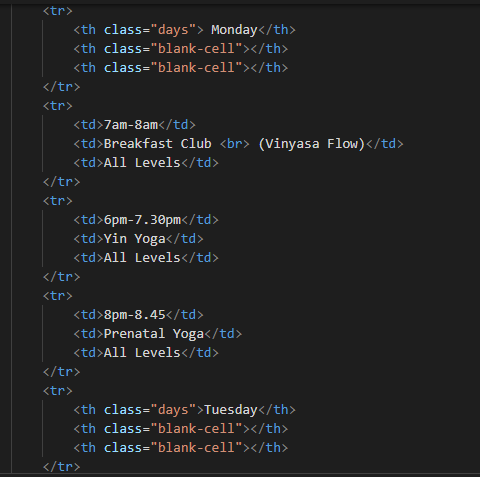 <tr>
<th class="days"> Monday</th>
<th class="blank-cell"></th>
<th class="blank-cell"></th>
</tr>
<tr>
<td>7am-8am</td>
<td>Breakfast Club <br> (Vinyasa Flow)</td>
<td>All Levels</td>
</tr>
<tr>
<td>6pm-7.30pm</td>
<td>Yin Yoga</td>
<td>All Levels</td>
</tr>
<tr>
<td>8pm-8.45</td>
<td>Prenatal Yoga</td>
<td>All Levels</td>
</tr>
<tr>
<th class="days">Tuesday</th>
<th class="blank-cell"></th>
<th class="blank-cell"></th>
</tr>